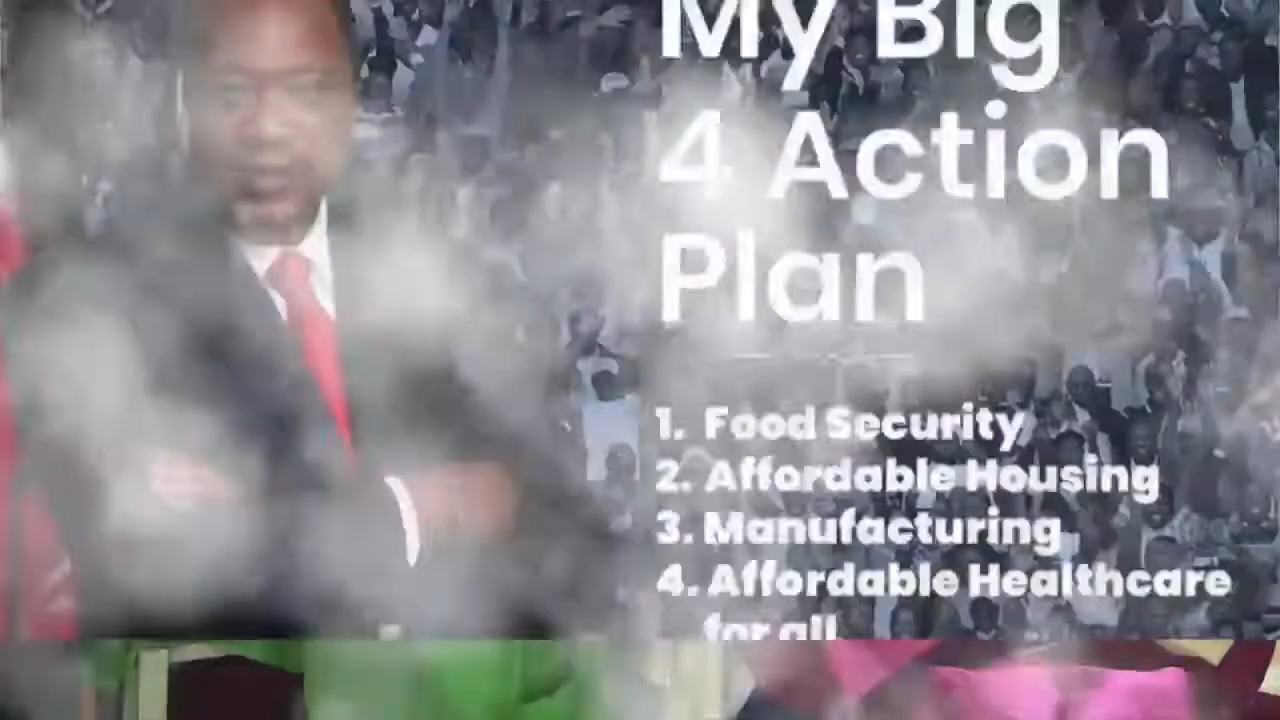 My Big
4 Action
Plan
1. Food Security
2. Affordable Housing
3. Manufacturing
4. Affordable Healthcare
for all